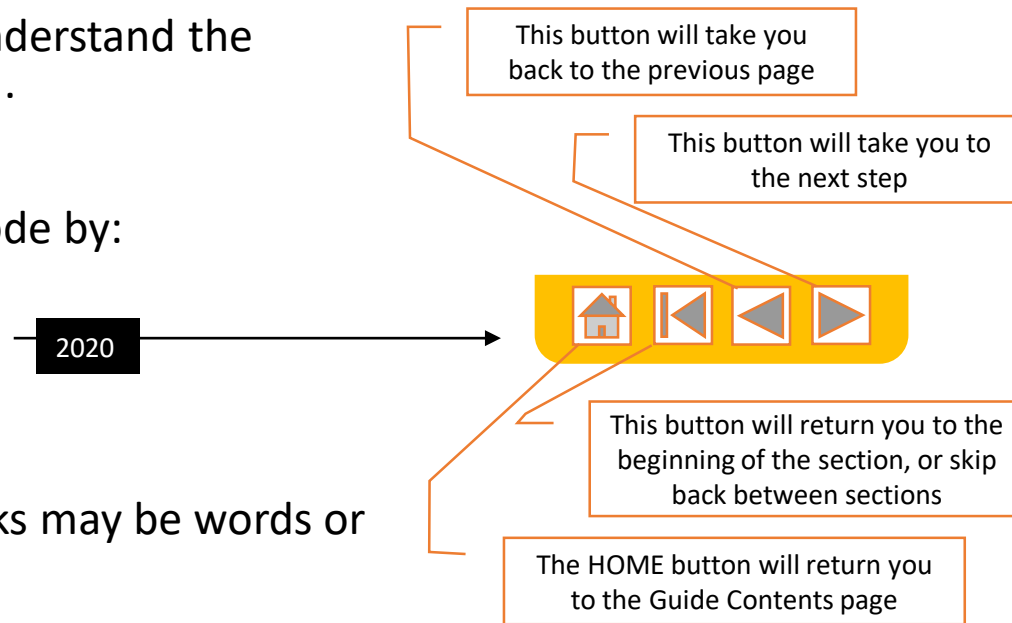 nderstand the
.
This button will take you
back to the previous page
This button will take you to
the next step
ode by:
2020
This button will return you to the
beginning of the section, or skip
back between sections
ks may be words or
The HOME button will return you
to the Guide Contents page